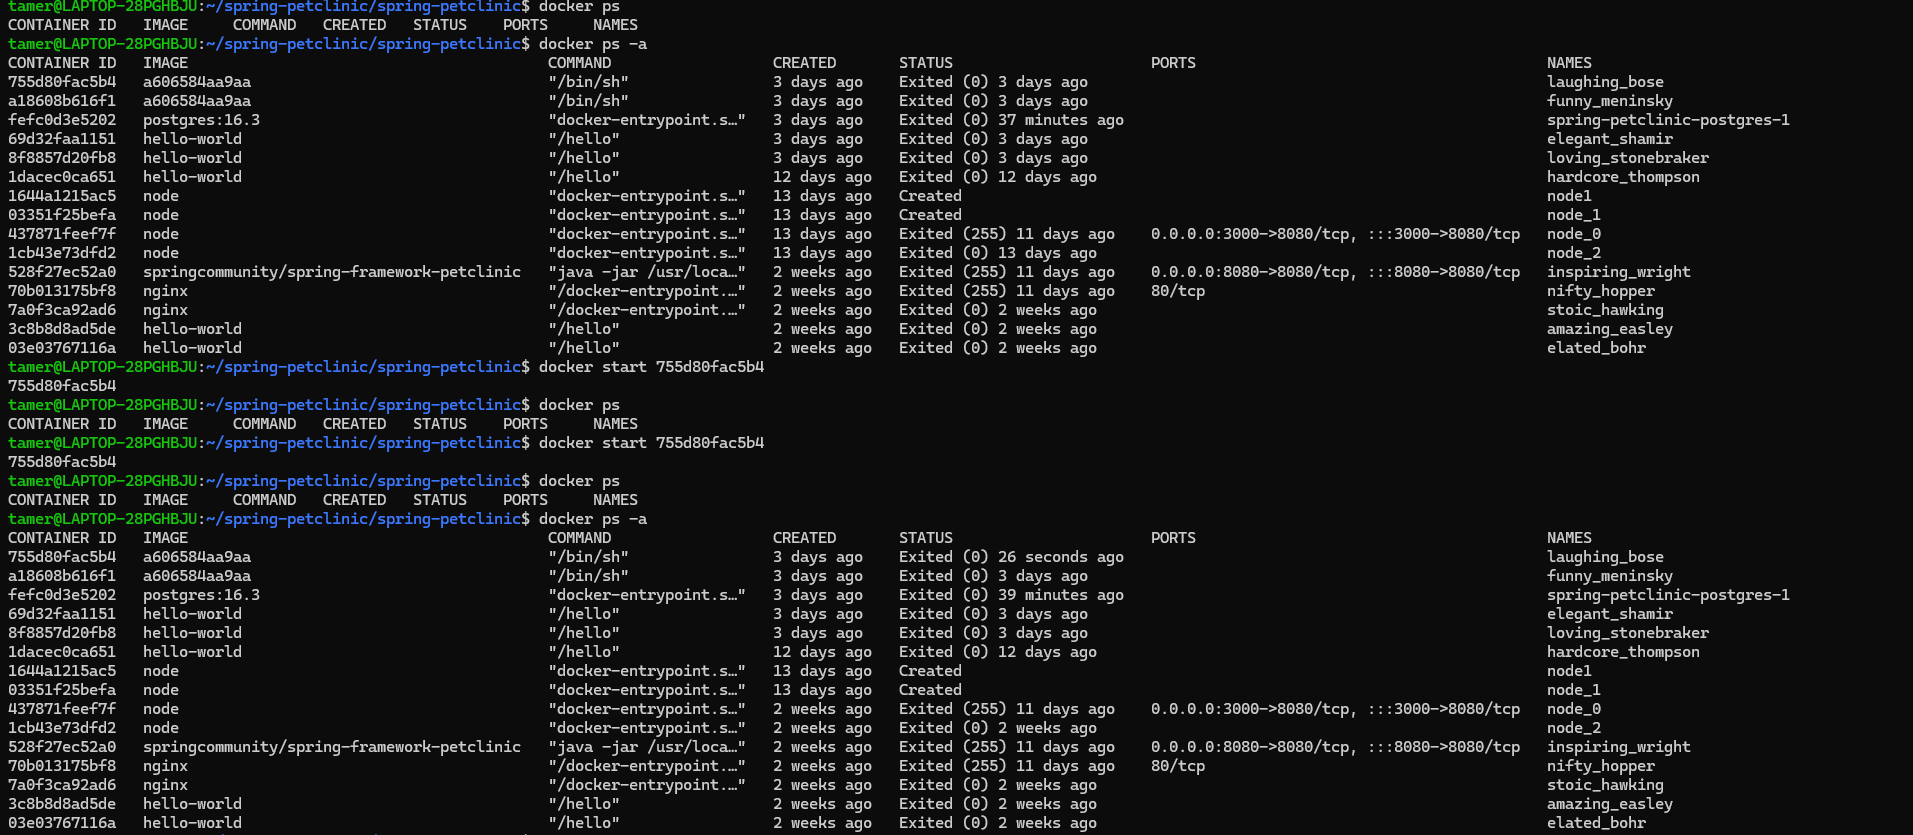 tamer@LAPTOP-28PGHBJU:~/spring-petclinic/spring-petclinic$ docker ps
CONTAINER ID   IMAGE     COMMAND   CREATED   STATUS    PORTS     NAMES
tamer@LAPTOP-28PGHBJU:~/spring-petclinic/spring-petclinic$ docker ps -a
CONTAINER ID   IMAGE                                        COMMAND                  CREATED       STATUS                      PORTS                                       NAMES
755d80fac5b4   a606584aa9aa                                 "/bin/sh"                3 days ago    Exited (0) 3 days ago                                                   laughing_bose
a18608b616f1   a606584aa9aa                                 "/bin/sh"                3 days ago    Exited (0) 3 days ago                                                   funny_meninsky
fefc0d3e5202   postgres:16.3                                "docker-entrypoint.s…"   3 days ago    Exited (0) 37 minutes ago                                               spring-petclinic-postgres-1
69d32faa1151   hello-world                                  "/hello"                 3 days ago    Exited (0) 3 days ago                                                   elegant_shamir
8f8857d20fb8   hello-world                                  "/hello"                 3 days ago    Exited (0) 3 days ago                                                   loving_stonebraker
1dacec0ca651   hello-world                                  "/hello"                 12 days ago   Exited (0) 12 days ago                                                  hardcore_thompson
1644a1215ac5   node                                         "docker-entrypoint.s…"   13 days ago   Created                                                                 node1
03351f25befa   node                                         "docker-entrypoint.s…"   13 days ago   Created                                                                 node_1
437871feef7f   node                                         "docker-entrypoint.s…"   13 days ago   Exited (255) 11 days ago    0.0.0.0:3000->8080/tcp, :::3000->8080/tcp   node_0
1cb43e73dfd2   node                                         "docker-entrypoint.s…"   13 days ago   Exited (0) 13 days ago                                                  node_2
528f27ec52a0   springcommunity/spring-framework-petclinic   "java -jar /usr/loca…"   2 weeks ago   Exited (255) 11 days ago    0.0.0.0:8080->8080/tcp, :::8080->8080/tcp   inspiring_wright
70b013175bf8   nginx                                        "/docker-entrypoint.…"   2 weeks ago   Exited (255) 11 days ago    80/tcp                                      nifty_hopper
7a0f3ca92ad6   nginx                                        "/docker-entrypoint.…"   2 weeks ago   Exited (0) 2 weeks ago                                                  stoic_hawking
3c8b8d8ad5de   hello-world                                  "/hello"                 2 weeks ago   Exited (0) 2 weeks ago                                                  amazing_easley
03e03767116a   hello-world                                  "/hello"                 2 weeks ago   Exited (0) 2 weeks ago                                                  elated_bohr
tamer@LAPTOP-28PGHBJU:~/spring-petclinic/spring-petclinic$ docker start 755d80fac5b4
755d80fac5b4
tamer@LAPTOP-28PGHBJU:~/spring-petclinic/spring-petclinic$ docker ps
CONTAINER ID   IMAGE     COMMAND   CREATED   STATUS    PORTS     NAMES
tamer@LAPTOP-28PGHBJU:~/spring-petclinic/spring-petclinic$ docker start 755d80fac5b4
755d80fac5b4
tamer@LAPTOP-28PGHBJU:~/spring-petclinic/spring-petclinic$ docker ps
CONTAINER ID   IMAGE     COMMAND   CREATED   STATUS    PORTS     NAMES
tamer@LAPTOP-28PGHBJU:~/spring-petclinic/spring-petclinic$ docker ps -a
CONTAINER ID   IMAGE                                        COMMAND                  CREATED       STATUS                      PORTS                                       NAMES
755d80fac5b4   a606584aa9aa                                 "/bin/sh"                3 days ago    Exited (0) 26 seconds ago                                               laughing_bose
a18608b616f1   a606584aa9aa                                 "/bin/sh"                3 days ago    Exited (0) 3 days ago                                                   funny_meninsky
fefc0d3e5202   postgres:16.3                                "docker-entrypoint.s…"   3 days ago    Exited (0) 39 minutes ago                                               spring-petclinic-postgres-1
69d32faa1151   hello-world                                  "/hello"                 3 days ago    Exited (0) 3 days ago                                                   elegant_shamir
8f8857d20fb8   hello-world                                  "/hello"                 3 days ago    Exited (0) 3 days ago                                                   loving_stonebraker
1dacec0ca651   hello-world                                  "/hello"                 12 days ago   Exited (0) 12 days ago                                                  hardcore_thompson
1644a1215ac5   node                                         "docker-entrypoint.s…"   13 days ago   Created                                                                 node1
03351f25befa   node                                         "docker-entrypoint.s…"   13 days ago   Created                                                                 node_1
437871feef7f   node                                         "docker-entrypoint.s…"   2 weeks ago   Exited (255) 11 days ago    0.0.0.0:3000->8080/tcp, :::3000->8080/tcp   node_0
1cb43e73dfd2   node                                         "docker-entrypoint.s…"   2 weeks ago   Exited (0) 2 weeks ago                                                  node_2
528f27ec52a0   springcommunity/spring-framework-petclinic   "java -jar /usr/loca…"   2 weeks ago   Exited (255) 11 days ago    0.0.0.0:8080->8080/tcp, :::8080->8080/tcp   inspiring_wright
70b013175bf8   nginx                                        "/docker-entrypoint.…"   2 weeks ago   Exited (255) 11 days ago    80/tcp                                      nifty_hopper
7a0f3ca92ad6   nginx                                        "/docker-entrypoint.…"   2 weeks ago   Exited (0) 2 weeks ago                                                  stoic_hawking
3c8b8d8ad5de   hello-world                                  "/hello"                 2 weeks ago   Exited (0) 2 weeks ago                                                  amazing_easley
03e03767116a   hello-world                                  "/hello"                 2 weeks ago   Exited (0) 2 weeks ago                                                  elated_bohr